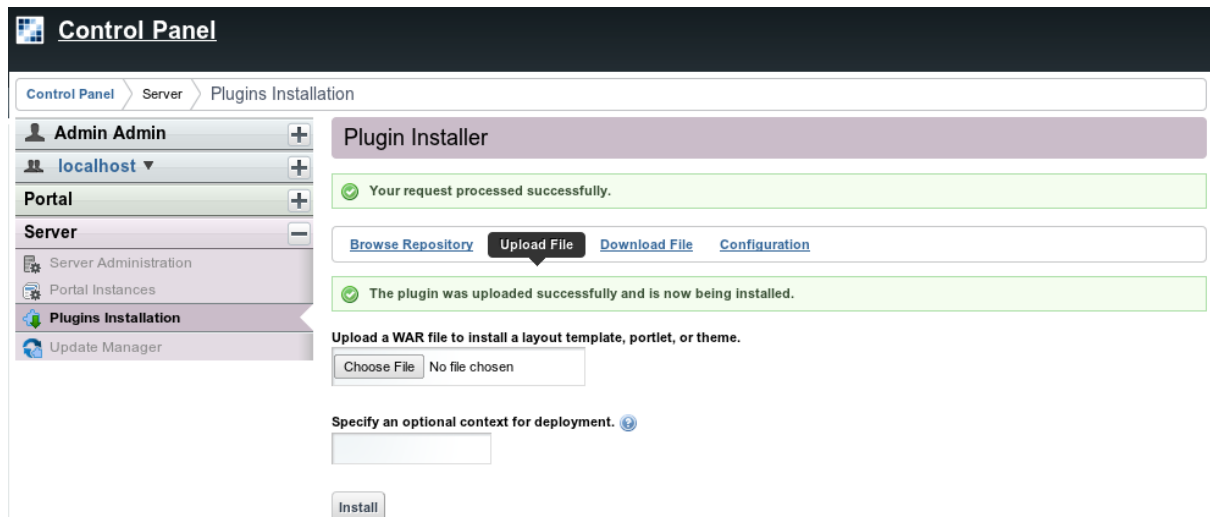 Control Panel
Control Panel Server Plugins Installation
Admin Admin
localhost
Portal
Server
Server Administration
Portal Instances
Plugins Installation
Update Manager
Plugin Installer
Your request processed successfully.
Browse Repository Upload File Download File Configuration
The plugin was uploaded successfully and is now being installed.
Upload a WAR file to install a layout template, portlet, or theme.
Choose File No file chosen
Specify an optional context for deployment.
Install